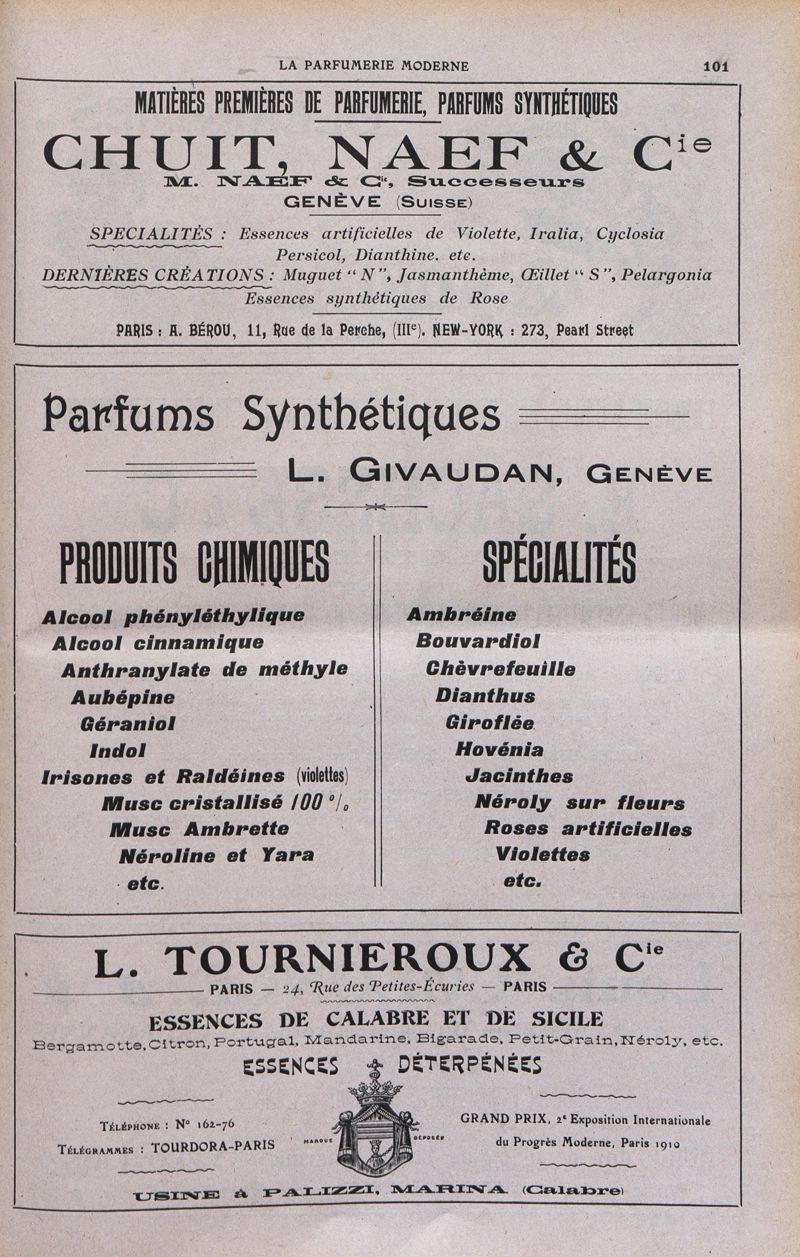 LA PARFUMERIE MODERNE 101
MATIÈRES PREMIÈRES DE PARFUMERIE, PARFUMS SYNTHÉTIQUES
CHUIT, NAEF & Cie
M. NAEF & Cie, Successeurs
GENÈVE (SUISSE)
SPECIALITÉS : Essences artificielles de Violette, Iralia, Cyclosia
Persicol, Dianthine. etc.
DERNIÈRES CRÉATIONS : Muguet “ N ”, Jasmanthème, Œillet “ S ”, Pelargonia
Essences synthétiques de Rose
PARIS : A. BÉROU, 11, Rue de la Perche, (IIIe). NEW-YORK : 273, Pearl Street
Parfums Synthétiques
L. GIVAUDAN, GENÈVE
PRODUITS CHIMIQUES
Alcool phényléthylique
Alcool cinnamique
Anthranylate de méthyle
Aubépine
Géraniol
Indol
Irisones et Raldéines (violettes)
Musc cristallisé 100 %
Musc Ambrette
Néroline et Yara
etc.
SPÉCIALITÉS
Ambréine
Bouvardiol
Chèvrefeuille
Dianthus
Giroflée
Hovénia
Jacinthes
Néroly sur fleurs
Roses artificielles
Violettes
etc.
L. TOURNIEROUX & Cie
PARIS — 24, Rue des Petites-Écuries — PARIS
ESSENCES DE CALABRE ET DE SICILE
Bergamotte, Citron, Portugal, Mandarine, Bigarade, Petit-Grain, Néroly, etc.
ESSENCES DÉTERPÉNÉES
TÉLÉPHONE : No 162-76
TÉLÉGRAMMES : TOURDORA-PARIS
MARQUE DÉPOSÉE
GRAND PRIX, 2e Exposition Internationale
du Progrès Moderne, Paris 1910
USINE à PALIZZI, MARINA (Calabre)